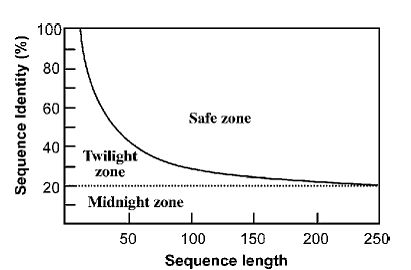 100
80
60
40
20
Sequence Identity (%)
Safe zone
Twilight
zone
Midnight zone
50
100
150
200
250
Sequence length